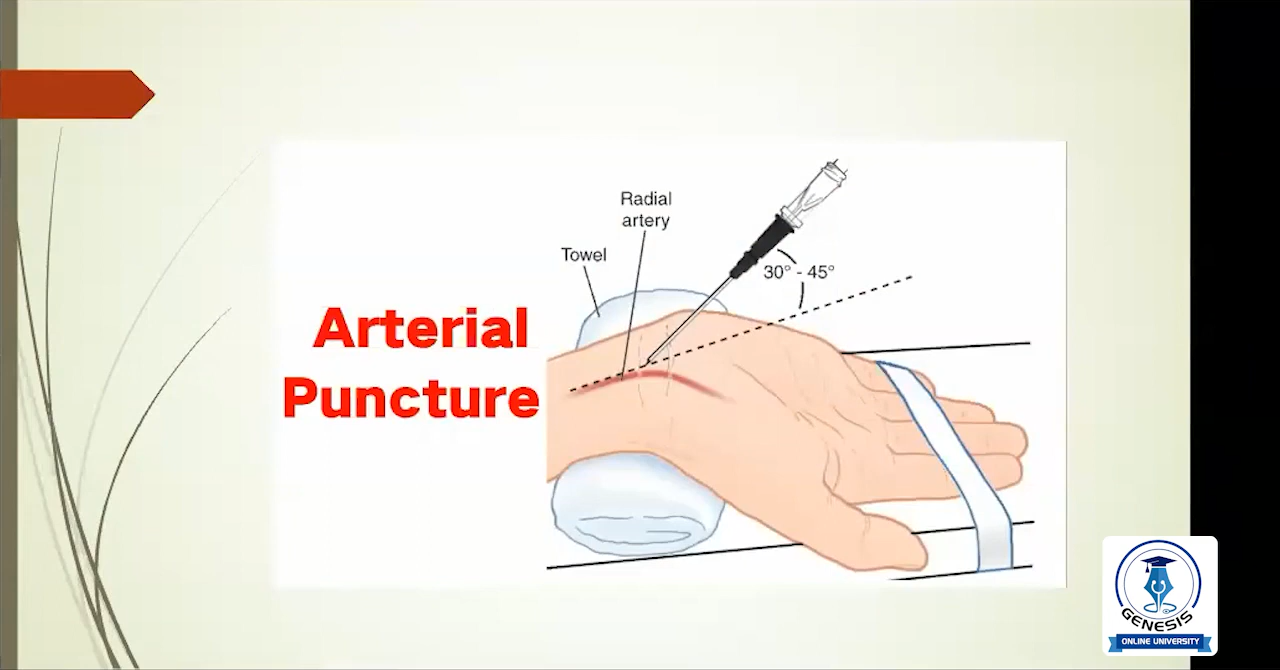 Radial
artery
Towel
30° - 45°
Arterial
Puncture
GENESIS
ONLINE UNIVERSITY